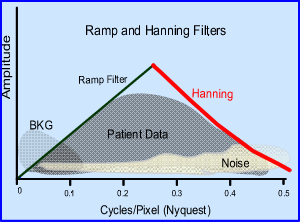 Ramp and Hanning Filters
Amplitude
Ramp Filter
Hanning
BKG
Patient Data
Noise
0 0.1 0.2 0.3 0.4 0.5
Cycles/Pixel (Nyquest)